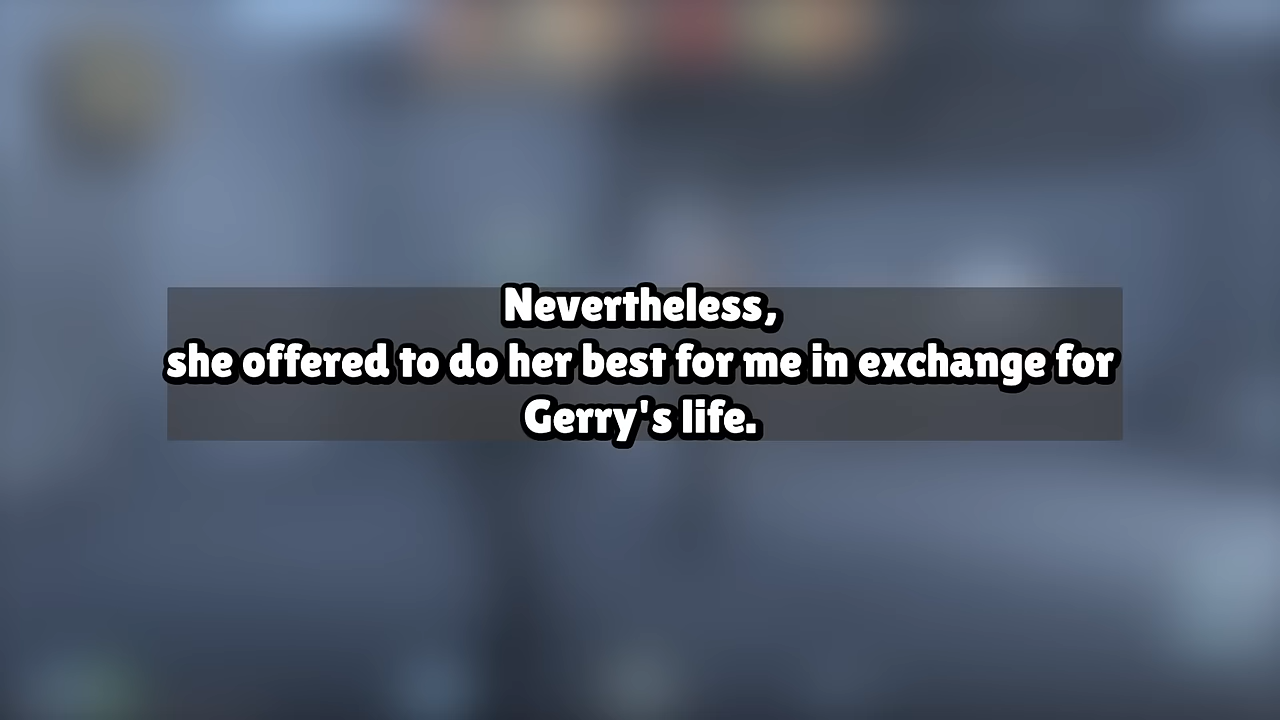 Nevertheless,
she offered to do her best for me in exchange for
Gerry's life.